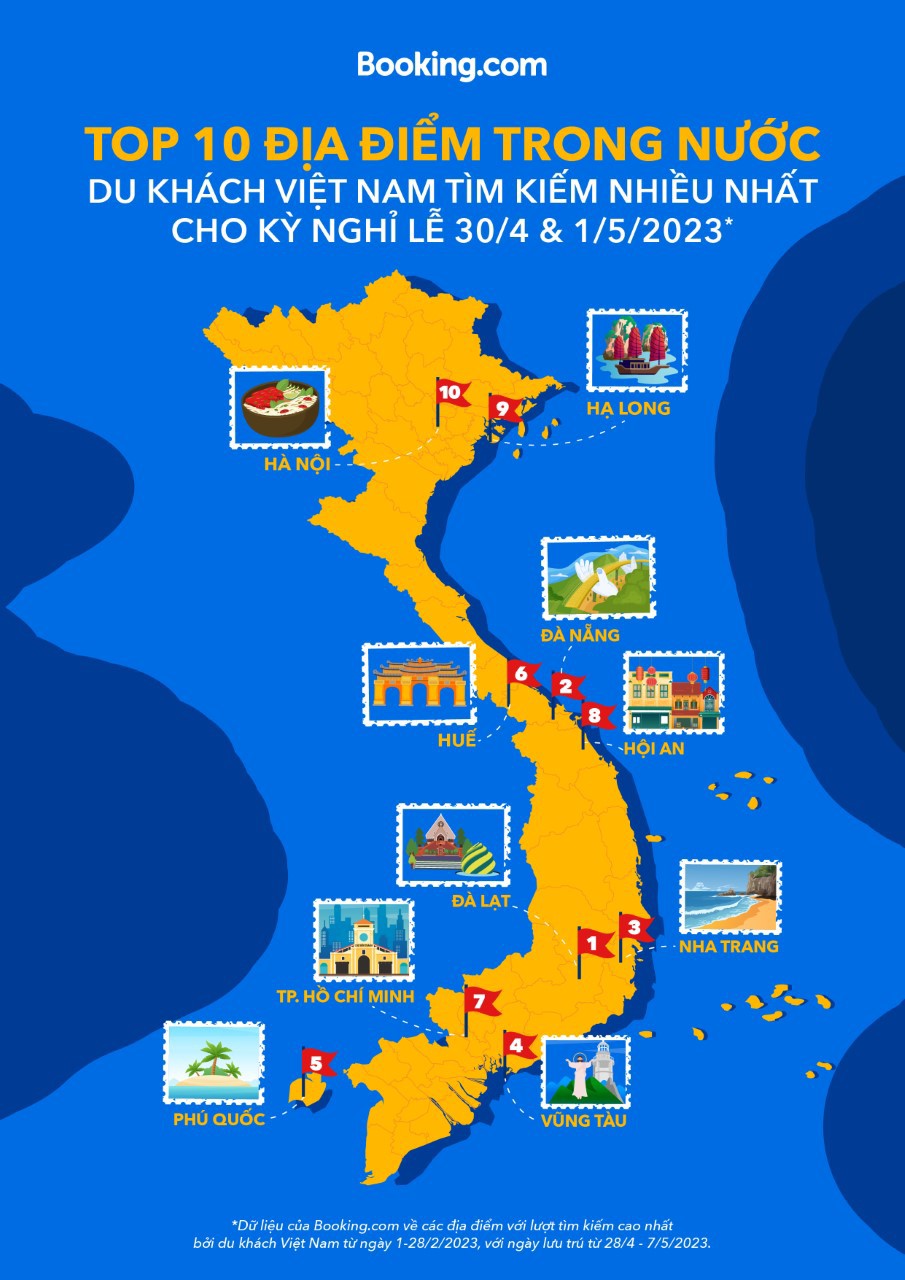 Booking.com
TOP 10 ĐỊA ĐIỂM TRONG NƯỚC
DU KHÁCH VIỆT NAM TÌM KIẾM NHIỀU NHẤT
CHO KỲ NGHỈ LỄ 30/4 & 1/5/2023*
10
9
HẠ LONG
HÀ NỘI
ĐÀ NẴNG
6
2
8
HUẾ
HỘI AN
ĐÀ LẠT
1
3
NHA TRANG
TP. HỒ CHÍ MINH
7
4
5
PHÚ QUỐC
VŨNG TÀU
*Dữ liệu của Booking.com về các địa điểm với lượt tìm kiếm cao nhất
bởi du khách Việt Nam từ ngày 1-28/2/2023, với ngày lưu trú từ 28/4 - 7/5/2023.